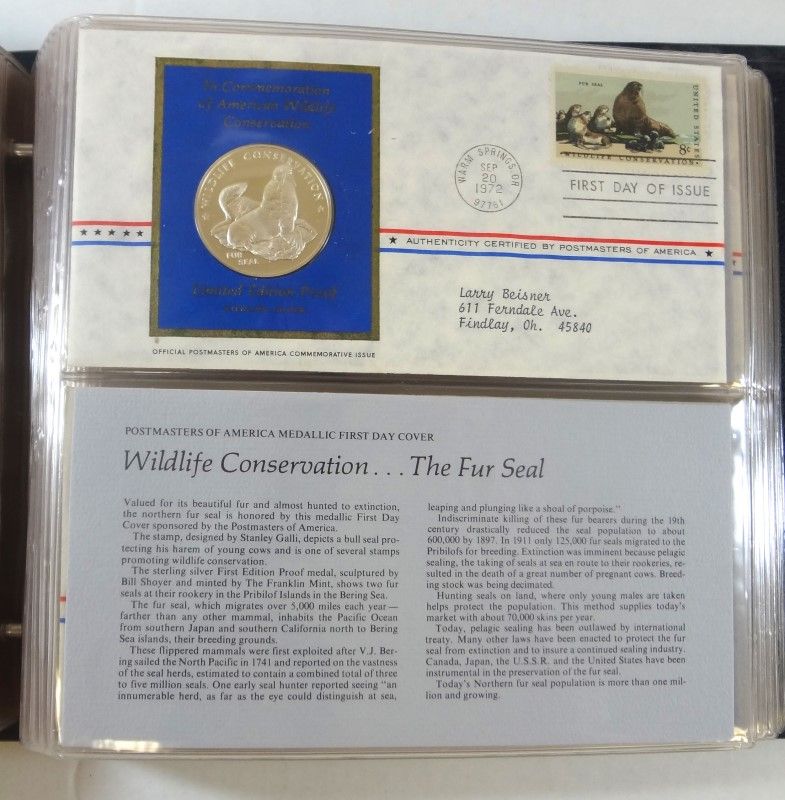 In Commemoration
of American Wildlife
Conservation
WILDLIFE CONSERVATION
FUR
SEAL
Limited Edition Proof
OFFICIAL POSTMASTERS OF AMERICA COMMEMORATIVE ISSUE
FUR SEAL
UNITED STATES
8c
WILDLIFE CONSERVATION
WARM SPRINGS, OR
SEP
20
1972
97761
FIRST DAY OF ISSUE
★ AUTHENTICITY CERTIFIED BY POSTMASTERS OF AMERICA ★
Larry Beisner
611 Ferndale Ave.
Findlay, Oh. 45840
POSTMASTERS OF AMERICA MEDALLIC FIRST DAY COVER
Wildlife Conservation . . . The Fur Seal
Valued for its beautiful fur and almost hunted to extinction,
the northern fur seal is honored by this medallic First Day
Cover sponsored by the Postmasters of America.
The stamp, designed by Stanley Galli, depicts a bull seal pro-
tecting his harem of young cows and is one of several stamps
promoting wildlife conservation.
The sterling silver First Edition Proof medal, sculptured by
Bill Shoyer and minted by The Franklin Mint, shows two fur
seals at their rookery in the Pribilof Islands in the Bering Sea.
The fur seal, which migrates over 5,000 miles each year—
farther than any other mammal, inhabits the Pacific Ocean
from southern Japan and southern California north to Bering
Sea islands, their breeding grounds.
These flippered mammals were first exploited after V.J. Ber-
ing sailed the North Pacific in 1741 and reported on the vastness
of the seal herds, estimated to contain a combined total of three
to five million seals. One early seal hunter reported seeing "an
innumerable herd, as far as the eye could distinguish at sea,
leaping and plunging like a shoal of porpoise."
Indiscriminate killing of these fur bearers during the 19th
century drastically reduced the seal population to about
600,000 by 1897. In 1911 only 125,000 fur seals migrated to the
Pribilofs for breeding. Extinction was imminent because pelagic
sealing, the taking of seals at sea en route to their rookeries, re-
sulted in the death of a great number of pregnant cows. Breed-
ing stock was being decimated.
Hunting seals on land, where only young males are taken
helps protect the population. This method supplies today's
market with about 70,000 skins per year.
Today, pelagic sealing has been outlawed by international
treaty. Many other laws have been enacted to protect the fur
seal from extinction and to insure a continued sealing industry.
Canada, Japan, the U.S.S.R. and the United States have been
instrumental in the preservation of the fur seal.
Today's Northern fur seal population is more than one mil-
lion and growing.